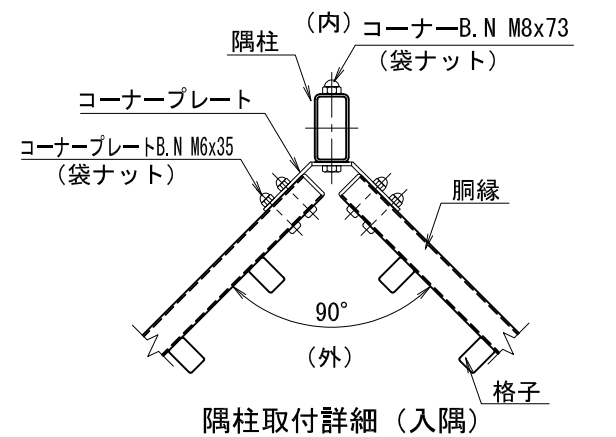 (内)
コーナーB.N M8x73
(袋ナット)
隅柱
コーナープレート
コーナープレートB.N M6x35
(袋ナット)
胴縁
90°
(外)
格子
隅柱取付詳細(入隅)